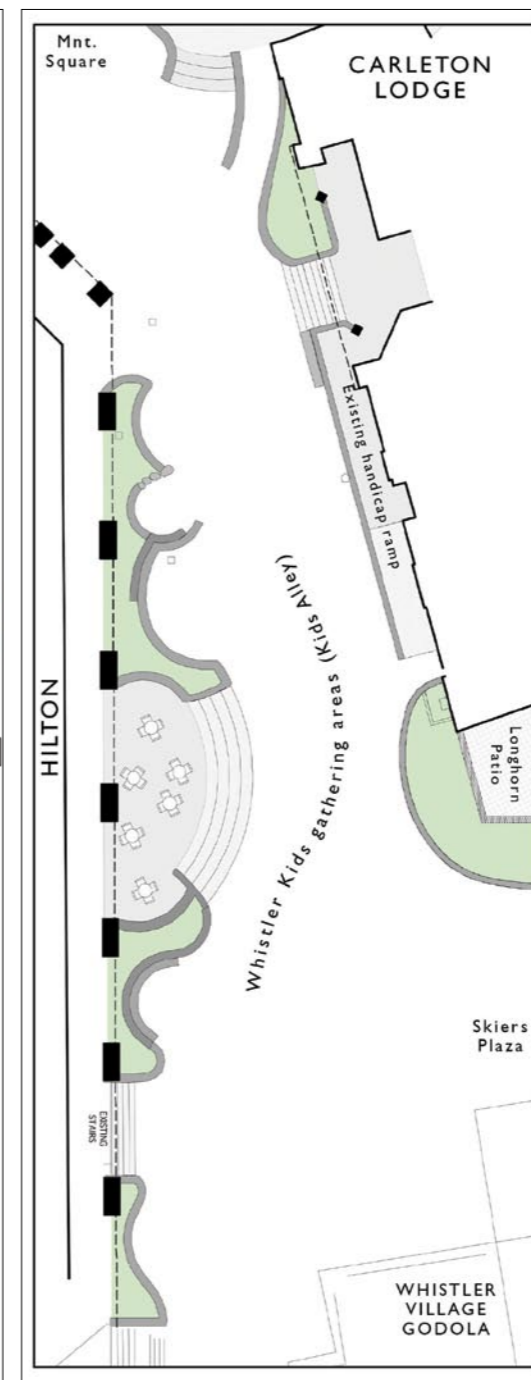 Mnt.
Square
CARLETON
LODGE
Existing handicap ramp
Whistler Kids gathering areas (Kids Alley)
HILTON
Longhorn
Patio
Skiers
Plaza
EXISTING
STAIRS
WHISTLER
VILLAGE
GODOLA